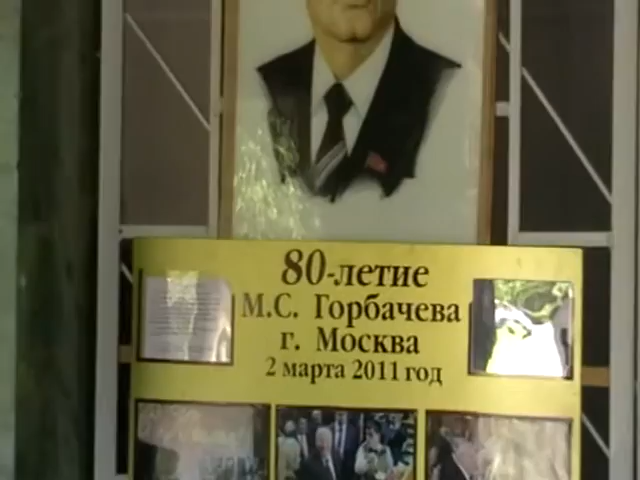 80-летие
М.С. Горбачева
г. Москва
2 марта 2011 год